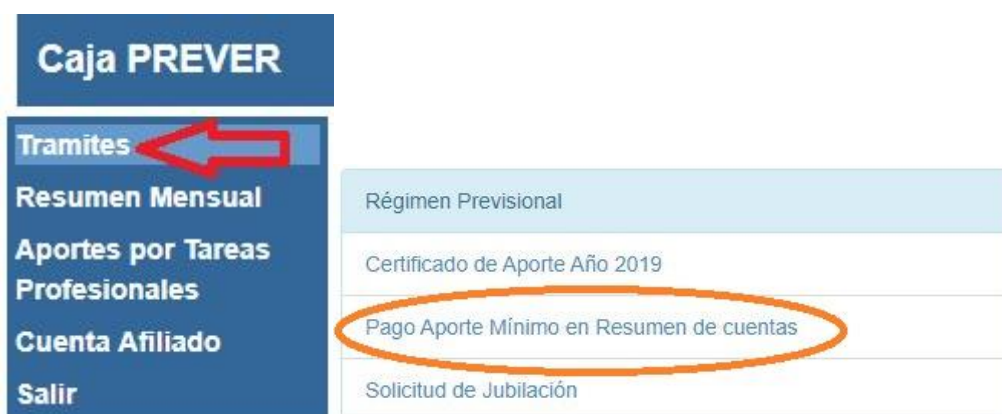 Caja PREVER
Tramites
Resumen Mensual
Aportes por Tareas
Profesionales
Cuenta Afiliado
Salir
Régimen Previsional
Certificado de Aporte Año 2019
Pago Aporte Mínimo en Resumen de cuentas
Solicitud de Jubilación